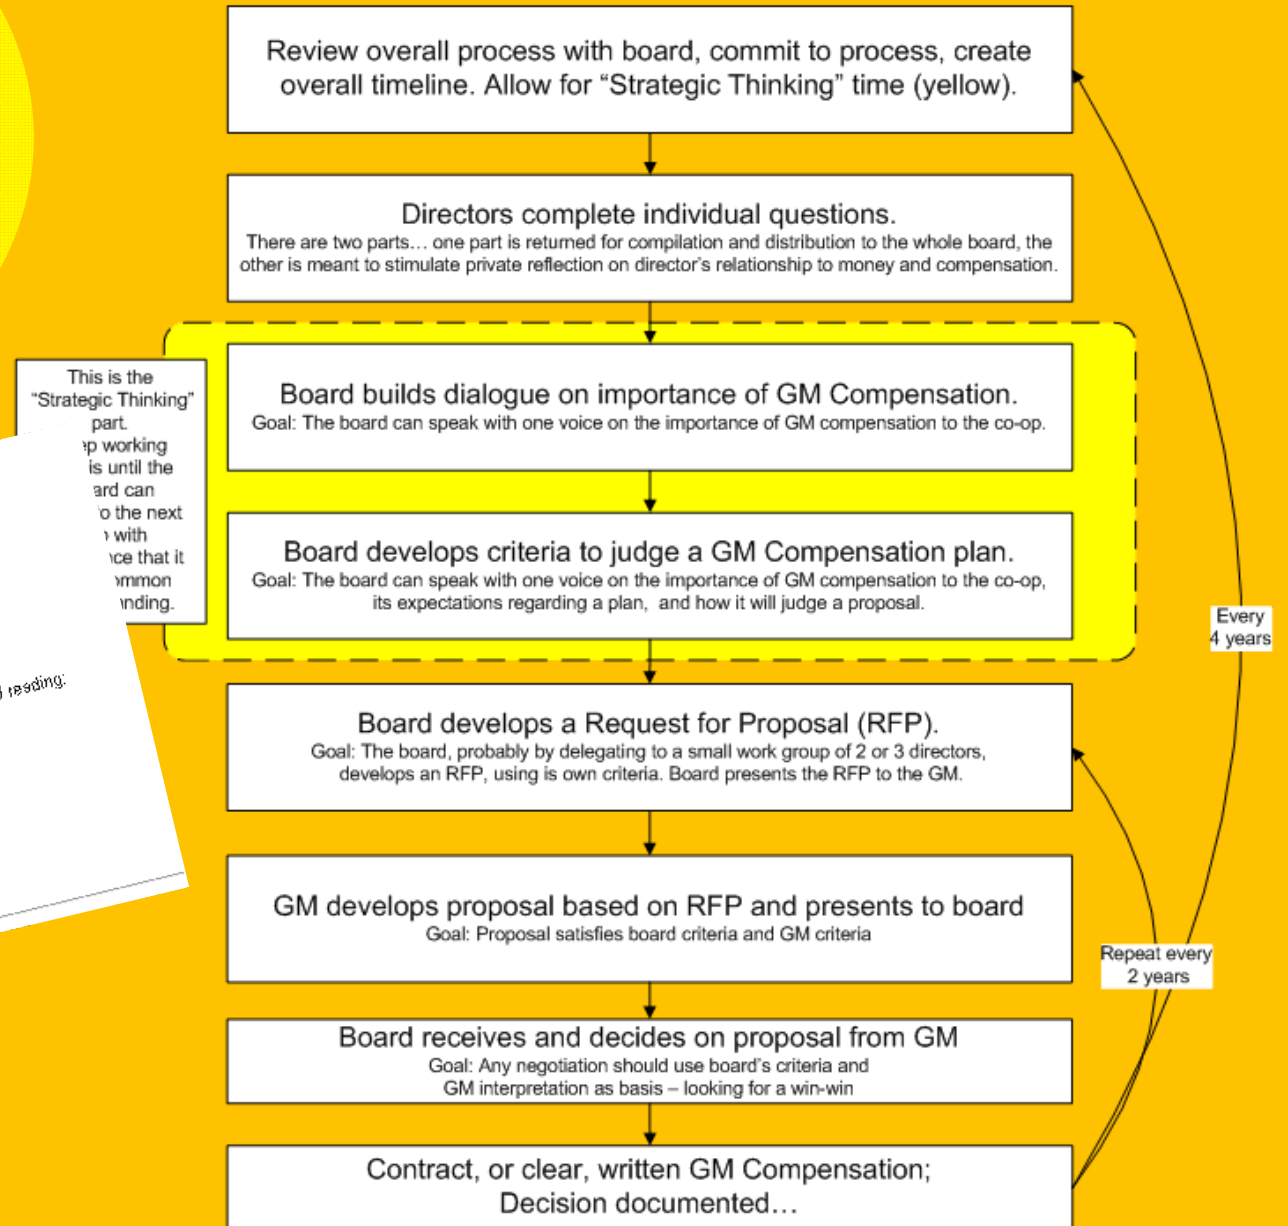 Review overall process with board, commit to process, create
overall timeline. Allow for “Strategic Thinking” time (yellow).
Directors complete individual questions.
There are two parts… one part is returned for compilation and distribution to the whole board, the
other is meant to stimulate private reflection on director’s relationship to money and compensation.
This is the
“Strategic Thinking”
part.
working
is until the
can
the next
with
that it
Board builds dialogue on importance of GM Compensation.
Goal: The board can speak with one voice on the importance of GM compensation to the co-op.
Board develops criteria to judge a GM Compensation plan.
Goal: The board can speak with one voice on the importance of GM compensation to the co-op,
its expectations regarding a plan,  and how it will judge a proposal.
reading:
Board develops a Request for Proposal (RFP).
Goal: The board, probably by delegating to a small work group of 2 or 3 directors,
develops an RFP, using is own criteria. Board presents the RFP to the GM.
GM develops proposal based on RFP and presents to board
Goal: Proposal satisfies board criteria and GM criteria
Board receives and decides on proposal from GM
Goal: Any negotiation should use board’s criteria and
GM interpretation as basis – looking for a win-win
Contract, or clear, written GM Compensation;
Decision documented…
Every
4 years
Repeat every
2 years